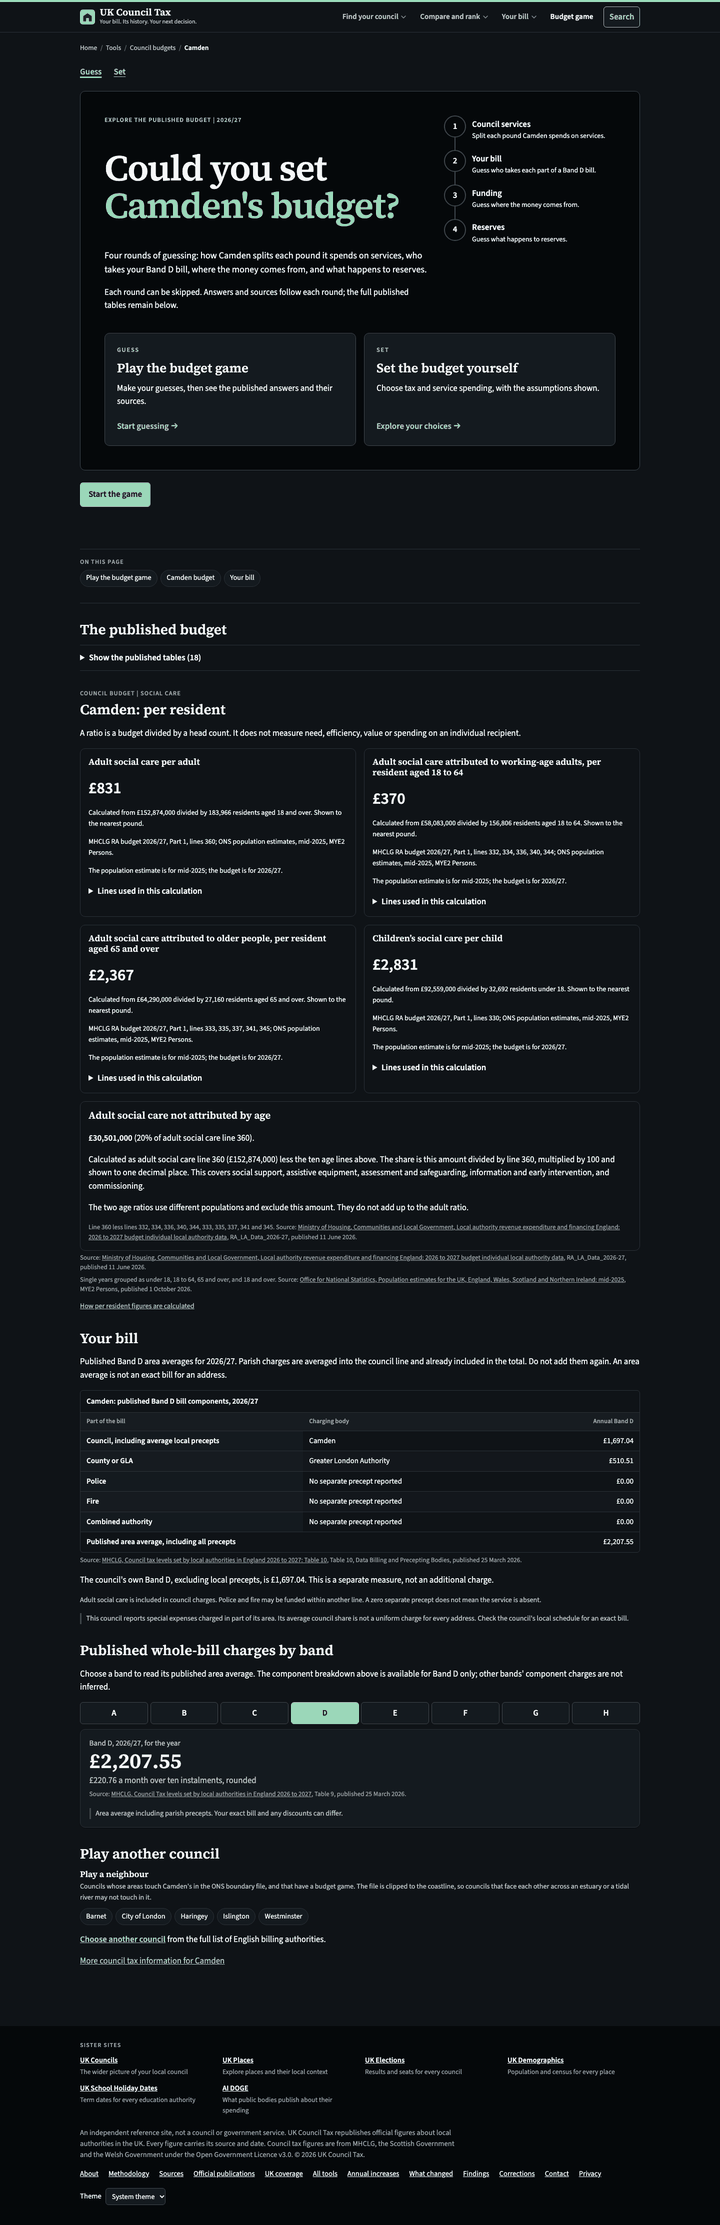 UK Council Tax
Your bill. Its history. Your next decision.
Find your council
Compare and rank
Your bill
Budget game
Search
Home / Tools / Council budgets / Camden
Guess
Set
EXPLORE THE PUBLISHED BUDGET | 2026/27
Could you set
Camden's budget?
Four rounds of guessing: how Camden splits each pound it spends on services, who
takes your Band D bill, where the money comes from, and what happens to reserves.
Each round can be skipped. Answers and sources follow each round; the full published
tables remain below.
1
Council services
Split each pound Camden spends on services.
2
Your bill
Guess who takes each part of a Band D bill.
3
Funding
Guess where the money comes from.
4
Reserves
Guess what happens to reserves.
GUESS
Play the budget game
Make your guesses, then see the published answers and their
sources.
Start guessing →
SET
Set the budget yourself
Choose tax and service spending, with the assumptions shown.
Explore your choices →
Start the game
ON THIS PAGE
Play the budget game
Camden budget
Your bill
The published budget
▶ Show the published tables (18)
COUNCIL BUDGET | SOCIAL CARE
Camden: per resident
A ratio is a budget divided by a head count. It does not measure need, efficiency, value or spending on an individual recipient.
Adult social care per adult
£831
Calculated from £152,874,000 divided by 183,966 residents aged 18 and over. Shown to
the nearest pound.
MHCLG RA budget 2026/27, Part 1, lines 360; ONS population estimates, mid-2025, MYE2
Persons.
The population estimate is for mid-2025; the budget is for 2026/27.
▶ Lines used in this calculation
Adult social care attributed to working-age adults, per
resident aged 18 to 64
£370
Calculated from £58,083,000 divided by 156,806 residents aged 18 to 64. Shown to the
nearest pound.
MHCLG RA budget 2026/27, Part 1, lines 332, 334, 336, 340, 344; ONS population
estimates, mid-2025, MYE2 Persons.
The population estimate is for mid-2025; the budget is for 2026/27.
▶ Lines used in this calculation
Adult social care attributed to older people, per resident
aged 65 and over
£2,367
Calculated from £64,290,000 divided by 27,160 residents aged 65 and over. Shown to the
nearest pound.
MHCLG RA budget 2026/27, Part 1, lines 333, 335, 337, 341, 345; ONS population
estimates, mid-2025, MYE2 Persons.
The population estimate is for mid-2025; the budget is for 2026/27.
▶ Lines used in this calculation
Children's social care per child
£2,831
Calculated from £92,559,000 divided by 32,692 residents under 18. Shown to the nearest
pound.
MHCLG RA budget 2026/27, Part 1, lines 330; ONS population estimates, mid-2025, MYE2
Persons.
The population estimate is for mid-2025; the budget is for 2026/27.
▶ Lines used in this calculation
Adult social care not attributed by age
£30,501,000 (20% of adult social care line 360).
Calculated as adult social care line 360 (£152,874,000) less the ten age lines above. The share is this amount divided by line 360, multiplied by 100 and
shown to one decimal place. This covers social support, assistive equipment, assessment and safeguarding, information and early intervention, and
commissioning.
The two age ratios use different populations and exclude this amount. They do not add up to the adult ratio.
Line 360 less lines 332, 334, 336, 340, 344, 333, 335, 337, 341 and 345. Source: Ministry of Housing, Communities and Local Government, Local authority revenue expenditure and financing England:
2026 to 2027 budget individual local authority data, RA_LA_Data_2026-27, published 11 June 2026.
Source: Ministry of Housing, Communities and Local Government, Local authority revenue expenditure and financing England: 2026 to 2027 budget individual local authority data, RA_LA_Data_2026-27,
published 11 June 2026.
Single years grouped as under 18, 18 to 64, 65 and over, and 18 and over. Source: Office for National Statistics, Population estimates for the UK, England, Wales, Scotland and Northern Ireland: mid-2025,
MYE2 Persons, published 1 October 2026.
How per resident figures are calculated
Your bill
Published Band D area averages for 2026/27. Parish charges are averaged into the council line and already included in the total. Do not add them again. An area
average is not an exact bill for an address.
Camden: published Band D bill components, 2026/27
Part of the bill
Charging body
Annual Band D
Council, including average local precepts
Camden
£1,697.04
County or GLA
Greater London Authority
£510.51
Police
No separate precept reported
£0.00
Fire
No separate precept reported
£0.00
Combined authority
No separate precept reported
£0.00
Published area average, including all precepts
£2,207.55
Source: MHCLG, Council tax levels set by local authorities in England 2026 to 2027: Table 10, Table 10, Data Billing and Precepting Bodies, published 25 March 2026.
The council's own Band D, excluding local precepts, is £1,697.04. This is a separate measure, not an additional charge.
Adult social care is included in council charges. Police and fire may be funded within another line. A zero separate precept does not mean the service is absent.
This council reports special expenses charged in part of its area. Its average council share is not a uniform charge for every address. Check the council's local schedule for an exact bill.
Published whole-bill charges by band
Choose a band to read its published area average. The component breakdown above is available for Band D only; other bands' component charges are not
inferred.
A
B
C
D
E
F
G
H
Band D, 2026/27, for the year
£2,207.55
£220.76 a month over ten instalments, rounded
Source: MHCLG, Council Tax levels set by local authorities in England 2026 to 2027, Table 9, published 25 March 2026.
Area average including parish precepts. Your exact bill and any discounts can differ.
Play another council
Play a neighbour
Councils whose areas touch Camden's in the ONS boundary file, and that have a budget game. The file is clipped to the coastline, so councils that face each other across an estuary or a tidal
river may not touch in it.
Barnet
City of London
Haringey
Islington
Westminster
Choose another council from the full list of English billing authorities.
More council tax information for Camden
SISTER SITES
UK Councils
The wider picture of your local council
UK Places
Explore places and their local context
UK Elections
Results and seats for every council
UK Demographics
Population and census for every place
UK School Holiday Dates
Term dates for every education authority
AI DOGE
What public bodies publish about their
spending
An independent reference site, not a council or government service. UK Council Tax republishes official figures about local
authorities in the UK. Every figure carries its source and date. Council tax figures are from MHCLG, the Scottish Government
and the Welsh Government under the Open Government Licence v3.0. © 2026 UK Council Tax.
About
Methodology
Sources
Official publications
UK coverage
All tools
Annual increases
What changed
Findings
Corrections
Contact
Privacy
Theme
System theme